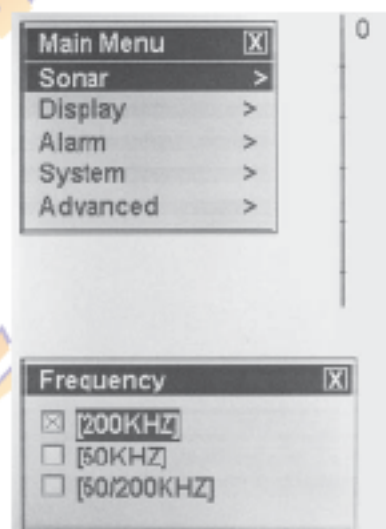 Main Menu X
0
Sonar >
Display >
Alarm >
System >
Advanced >
Frequency X
[200KHZ]
[50KHZ]
[50/200KHZ]